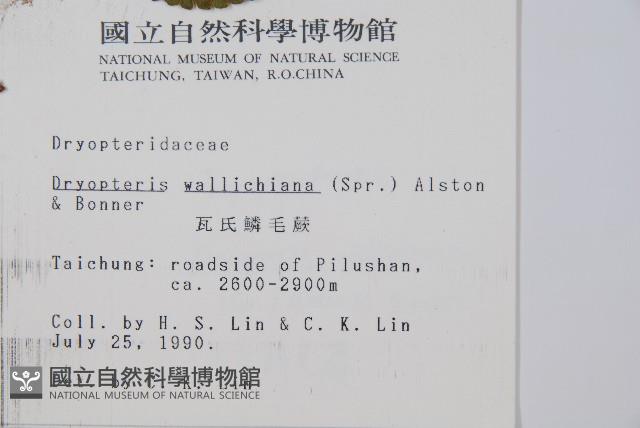 國立自然科學博物館
NATIONAL MUSEUM OF NATURAL SCIENCE
TAICHUNG, TAIWAN, R.O.CHINA
Dryopteridaceae
Dryopteris wallichiana (Spr.) Alston
& Bonner
瓦氏鱗毛蕨
Taichung: roadside of Pilushan,
ca. 2600-2900m
Coll. by H. S. Lin & C. K. Lin
July 25, 1990.
國立自然科學博物館
NATIONAL MUSEUM OF NATURAL SCIENCE